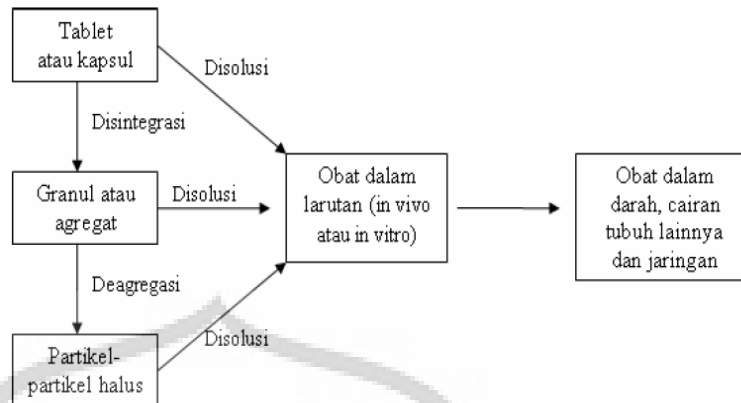 Tablet
atau kapsul
Disolusi
Disintegrasi
Granul atau
agregat
Disolusi
Obat dalam
larutan (in vivo
atau in vitro)
Obat dalam
darah, cairan
tubuh lainnya
dan jaringan
Deagregasi
Disolusi
Partikel-
partikel halus